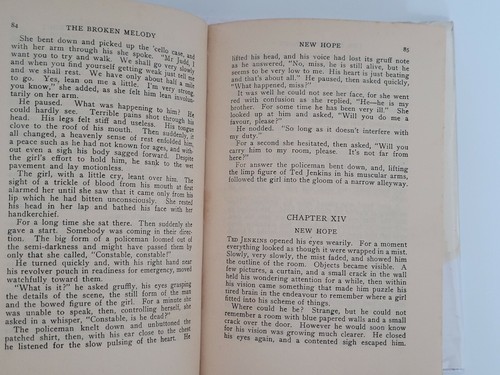 84
THE BROKEN MELODY
She bent down and picked up the 'cello case, and
with her arm through his she spoke. "Mr Judd, I
want you to try and walk. We shall go very slowly
and when you find yourself getting weak just tell me
and we shall rest. We have only about half a mile
to go. Yes, lean on me a little. I'm very strong
you know," she added, as she felt him lean involun-
tarily on her arm.
He paused. What was happening to him? He
could hardly see. Terrible pains shot through his
head. His legs felt stiff and useless. His tongue
clove to the roof of his mouth. Then suddenly, it
all changed, a heavenly sense of rest enfolded him,
a peace such as he had not known for ages, and with-
out even a sigh his body sagged forward. Despite
the girl's effort to hold him, he sank to the wet
pavement and lay motionless.
The girl, with a little cry, leant over him. The
sight of a trickle of blood from his mouth at first
alarmed her until she saw that it came only from his
lip which he had bitten unconsciously. She rested
his head in her lap and bathed his face with her
handkerchief.
For a long time she sat there. Then suddenly she
gave a start. Somebody was coming in their direc-
tion. The big form of a policeman loomed out of
the semi-darkness and might have passed them by
only that she called, "Constable, constable!"
He turned quickly and, with his right hand near
his revolver pouch in readiness for emergency, moved
watchfully toward them.
"What is it?" he asked gruffly, his eyes grasping
the details of the scene, the still form of the man
and the bowed figure of the girl. For a minute she
was unable to speak, then, controlling herself, she
asked in a whisper, "Constable, is he dead?"
The policeman knelt down and unbuttoned the
patched shirt, then, with his ear close to the chest
he listened for the slow pulsing of the heart. He
NEW HOPE
85
lifted his head, and his voice had lost its gruff note
as he answered, "No, miss, he is still alive, but he
seems to be very low to me. His heart is just beating
and that's about all." He paused, then asked quickly
"What happened, miss?"
It was well he could not see her face, for she went
red with confusion as she replied, "He—he is my
brother. For some time he has been very ill." She
looked up at him and asked, "Will you do me a
favour, please?"
He nodded. "So long as it doesn't interfere with
my duty."
For a second she hesitated, then asked, "Will you
carry him to my room, please. It's not far from
here?"
For answer the policeman bent down, and, lifting
the limp figure of Ted Jenkins in his muscular arms,
followed the girl into the gloom of a narrow alleyway.
CHAPTER XIV
NEW HOPE
TED JENKINS opened his eyes wearily. For a moment
everything looked as though it were wrapped in a mist.
Slowly, very slowly, the mist faded, and showed him
the outline of the room. Objects became visible. A
few pictures, a curtain, and a small crack in the wall
held his wondering attention for a while, then within
his vision came something that made him puzzle his
tired brain in the endeavour to remember where a girl
fitted into his scheme of things.
Where could he be? Strange, but he could not
remember a room with blue papered walls and a small
crack over the door. However he would soon know
for his vision was growing much clearer. He closed
his eyes again, and a contented sigh escaped him.